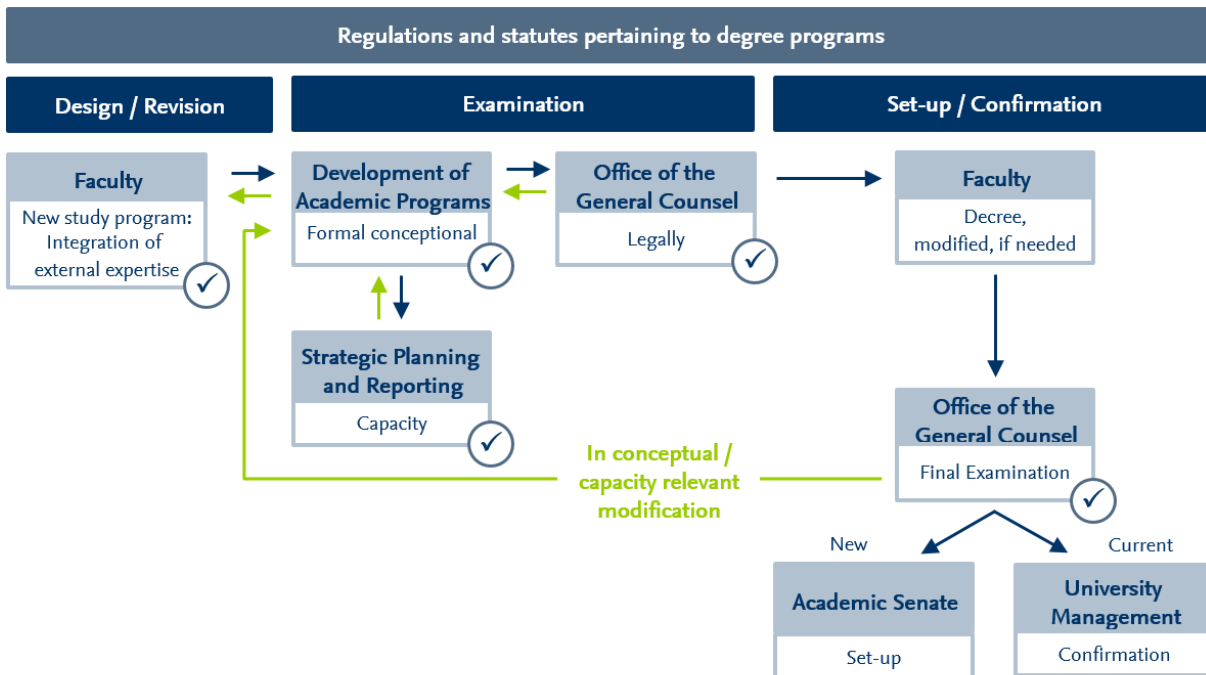 Regulations and statutes pertaining to degree programs
Design / Revision
Examination
Set-up / Confirmation
Faculty
New study program:
Integration of
external expertise
Development of
Academic Programs
Formal conceptional
Office of the
General Counsel
Legally
Faculty
Decree,
modified, if needed
Strategic Planning
and Reporting
Capacity
In conceptual /
capacity relevant
modification
Office of the
General Counsel
Final Examination
New
Current
Academic Senate
Set-up
University
Management
Confirmation